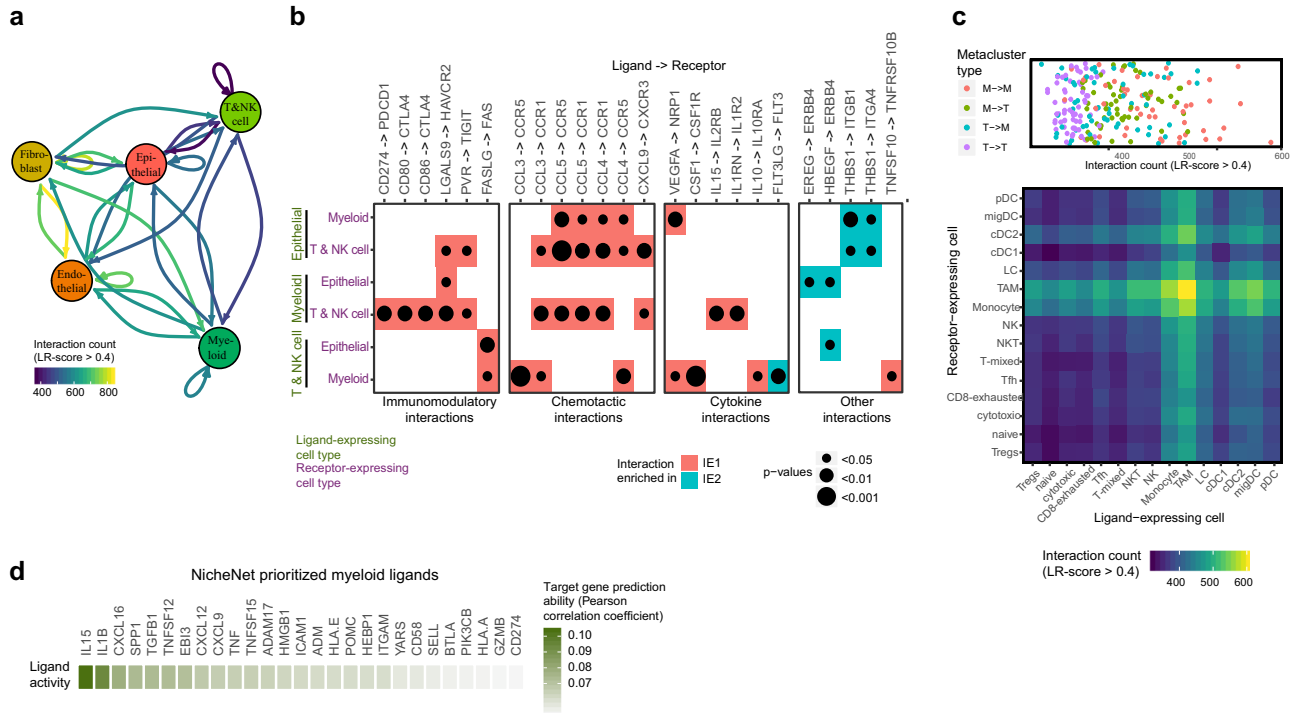 a
T&NK
cell
Fibro-
blast
Epi-
thelial
Endo-
thelial
Mye-
loid
Interaction count
(LR-score > 0.4)
400 600 800
b
Ligand -> Receptor
CD274 -> PDCD1
CD80 -> CTLA4
CD86 -> CTLA4
LGALS9 -> HAVCR2
PVR -> TIGIT
FASLG -> FAS
CCL3 -> CCR5
CCL3 -> CCR1
CCL5 -> CCR5
CCL5 -> CCR1
CCL4 -> CCR1
CCL4 -> CCR5
CXCL9 -> CXCR3
VEGFA -> NRP1
CSF1 -> CSF1R
IL15 -> IL2RB
IL1RN -> IL1R2
IL10 -> IL10RA
FLT3LG -> FLT3
EREG -> ERBB4
HBEGF -> ERBB4
THBS1 -> ITGB1
THBS1 -> ITGA4
TNFSF10 -> TNFRSF10B
Epithelial
Myeloid
T & NK cell
Myeloid
Epithelial
T & NK cell
T & NK cell
Epithelial
Myeloid
Immunomodulatory
interactions
Chemotactic
interactions
Cytokine
interactions
Other
interactions
Ligand-expressing
cell type
Receptor-expressing
cell type
Interaction
enriched in
IE1
IE2
p-values
<0.05
<0.01
<0.001
c
Metacluster
type
M->M
M->T
T->M
T->T
400 500 600
Interaction count (LR-score > 0.4)
Receptor-expressing cell
pDC
migDC
cDC2
cDC1
LC
TAM
Monocyte
NK
NKT
T-mixed
Tfh
CD8-exhausted
cytotoxic
naive
Tregs
Tregs
naive
cytotoxic
CD8-exhausted
Tfh
T-mixed
NKT
NK
Monocyte
TAM
LC
cDC1
cDC2
migDC
pDC
Ligand-expressing cell
Interaction count
(LR-score > 0.4)
400 500 600
d
NicheNet prioritized myeloid ligands
IL15
IL1B
CXCL16
SPP1
TGFB1
TNFSF12
EBI3
CXCL12
CXCL9
TNF
TNFSF15
ADAM17
HMGB1
ICAM1
ADM
HLA.E
POMC
HEBP1
ITGAM
YARS
CD58
SELL
BTLA
PIK3CB
HLA.A
GZMB
CD274
Ligand
activity
Target gene prediction
ability (Pearson
correlation coefficient)
0.10
0.09
0.08
0.07